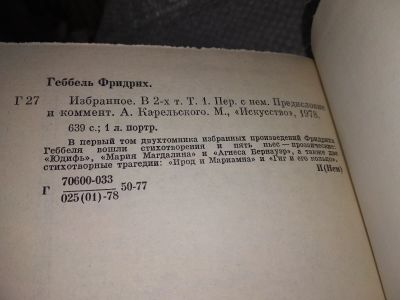 Геббель Фридрих.
Г 27 Избранное. В 2-х т. Т. 1. Пер. с нем. Предисловие
и коммент. А. Карельского. М., «Искусство», 1978.
639 с.; 1 л. портр.
В первый том двухтомника избранных произведений Фридриха
Геббеля вошли стихотворения и пять пьес — прозаические:
«Юдифь», «Мария Магдалина» и «Агнеса Бернауэр», а также две
стихотворные трагедии: «Ирод и Мариамна» и «Гиг и его кольцо».
Г 70600-033 50-77 И(Нем)
025(01)-78